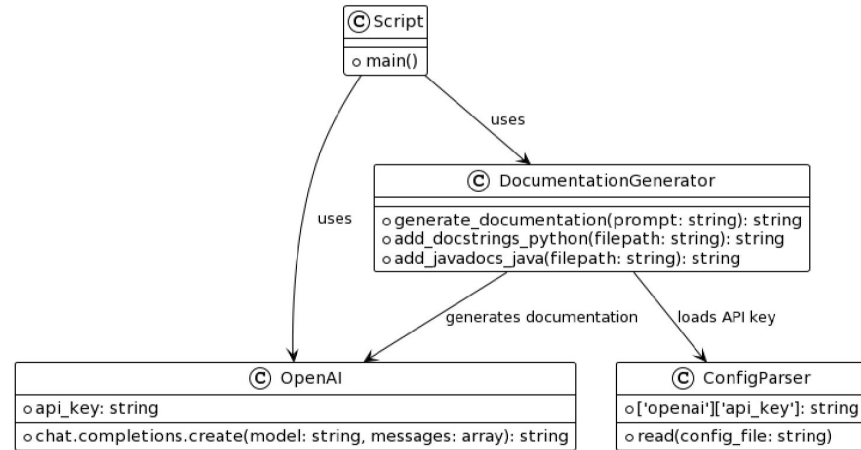 C Script
main()
uses
C DocumentationGenerator
generate_documentation(prompt: string): string
add_docstrings_python(filepath: string): string
add_javadocs_java(filepath: string): string
uses
generates documentation
loads API key
C OpenAI
api_key: string
chat.completions.create(model: string, messages: array): string
C ConfigParser
['openai']['api_key']: string
read(config_file: string)